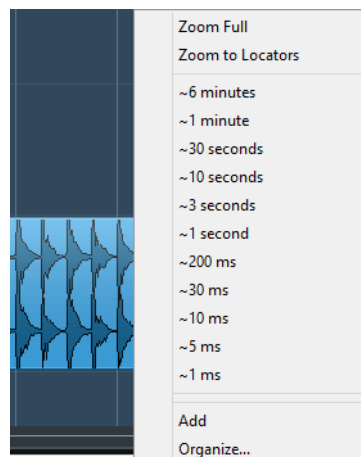 Zoom Full
Zoom to Locators
~6 minutes
~1 minute
~30 seconds
~10 seconds
~3 seconds
~1 second
~200 ms
~30 ms
~10 ms
~5 ms
~1 ms
Add
Organize...